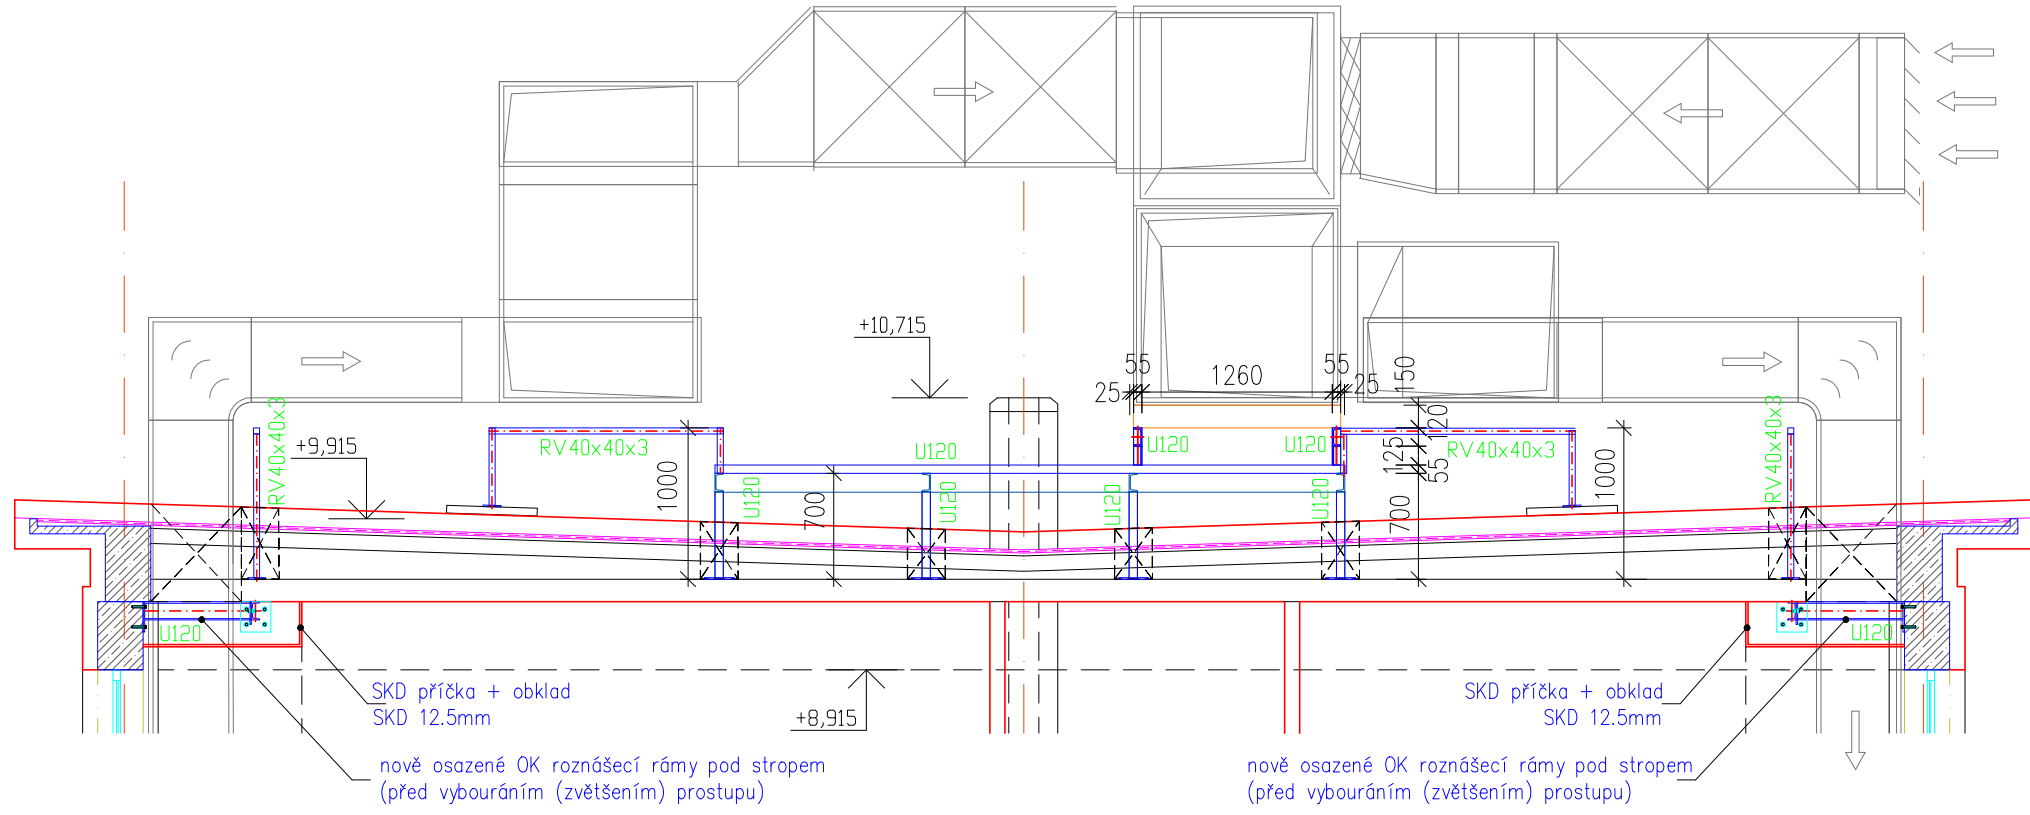 +10,715
55
1260
55
25
25
150
120
125
55
+9,915
RV40x40x3
RV40x40x3
U120
U120
U120
RV40x40x3
RV40x40x3
1000
700
U120
U120
U120
U120
700
1000
U120
U120
SKD příčka + obklad
SKD 12.5mm
+8,915
SKD příčka + obklad
SKD 12.5mm
nově osazené OK roznášecí rámy pod stropem
(před vybouráním (zvětšením) prostupu)
nově osazené OK roznášecí rámy pod stropem
(před vybouráním (zvětšením) prostupu)